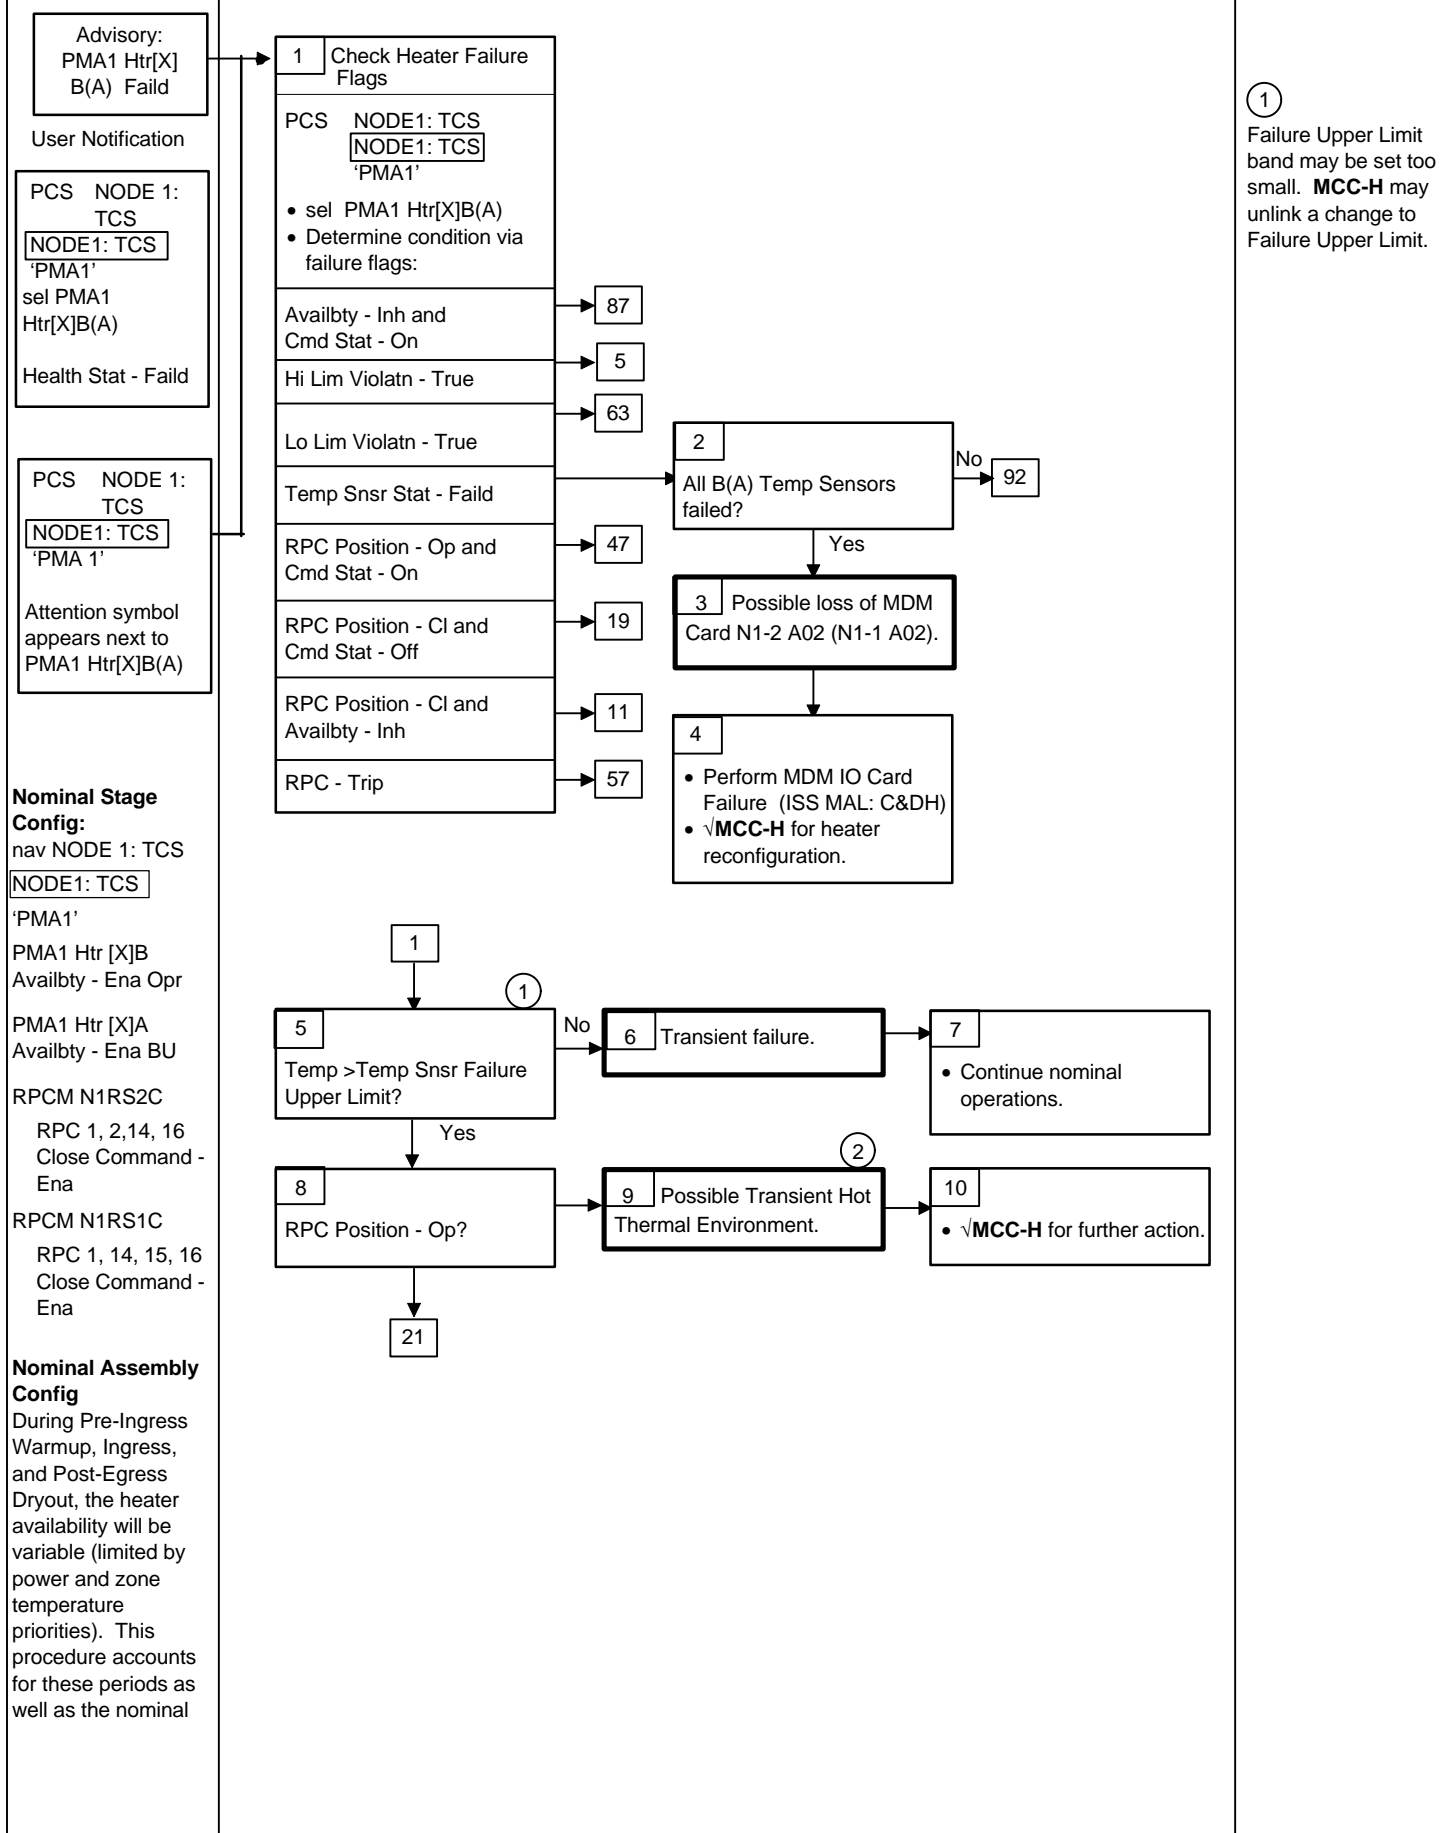 Advisory:
PMA1 Htr[X]
B(A) Faild
User Notification
PCS NODE 1:
TCS
NODE1: TCS
‘PMA1’
sel PMA1
Htr[X]B(A)
Health Stat - Faild
PCS NODE 1:
TCS
NODE1: TCS
‘PMA 1’
Attention symbol
appears next to
PMA1 Htr[X]B(A)
Nominal Stage
Config:
nav NODE 1: TCS
NODE1: TCS
‘PMA1’
PMA1 Htr [X]B
Availbty - Ena Opr
PMA1 Htr [X]A
Availbty - Ena BU
RPCM N1RS2C
RPC 1, 2,14, 16
Close Command -
Ena
RPCM N1RS1C
RPC 1, 14, 15, 16
Close Command -
Ena
Nominal Assembly
Config
During Pre-Ingress
Warmup, Ingress,
and Post-Egress
Dryout, the heater
availability will be
variable (limited by
power and zone
temperature
priorities). This
procedure accounts
for these periods as
well as the nominal
1 Check Heater Failure
Flags
PCS NODE1: TCS
NODE1: TCS
‘PMA1’
• sel PMA1 Htr[X]B(A)
• Determine condition via
failure flags:
Availbty - Inh and
Cmd Stat - On
87
Hi Lim Violatn - True
5
Lo Lim Violatn - True
63
Temp Snsr Stat - Faild
RPC Position - Op and
Cmd Stat - On
47
RPC Position - Cl and
Cmd Stat - Off
19
RPC Position - Cl and
Availbty - Inh
11
RPC - Trip
57
2
All B(A) Temp Sensors
failed?
No
92
Yes
3 Possible loss of MDM
Card N1-2 A02 (N1-1 A02).
4
• Perform MDM IO Card
Failure (ISS MAL: C&DH)
• √MCC-H for heater
reconfiguration.
1
1
5
Temp >Temp Snsr Failure
Upper Limit?
No
6 Transient failure.
7
• Continue nominal
operations.
Yes
8
RPC Position - Op?
2
9 Possible Transient Hot
Thermal Environment.
10
• √MCC-H for further action.
21
1
Failure Upper Limit
band may be set too
small. MCC-H may
unlink a change to
Failure Upper Limit.